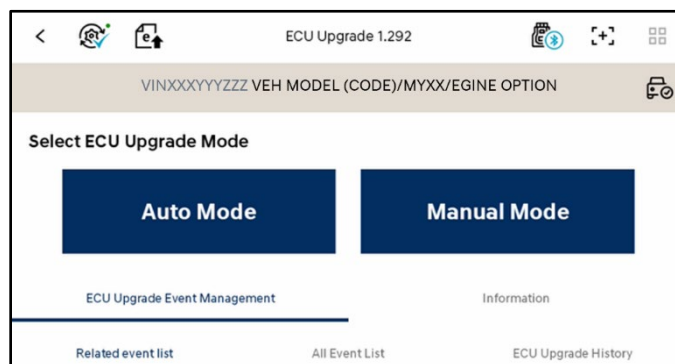 ECU Upgrade 1.292
VINXXXYYYZZZ VEH MODEL (CODE)/MYXX/EGINE OPTION
Select ECU Upgrade Mode
Auto Mode Manual Mode
ECU Upgrade Event Management Information
Related event list All Event List ECU Upgrade History